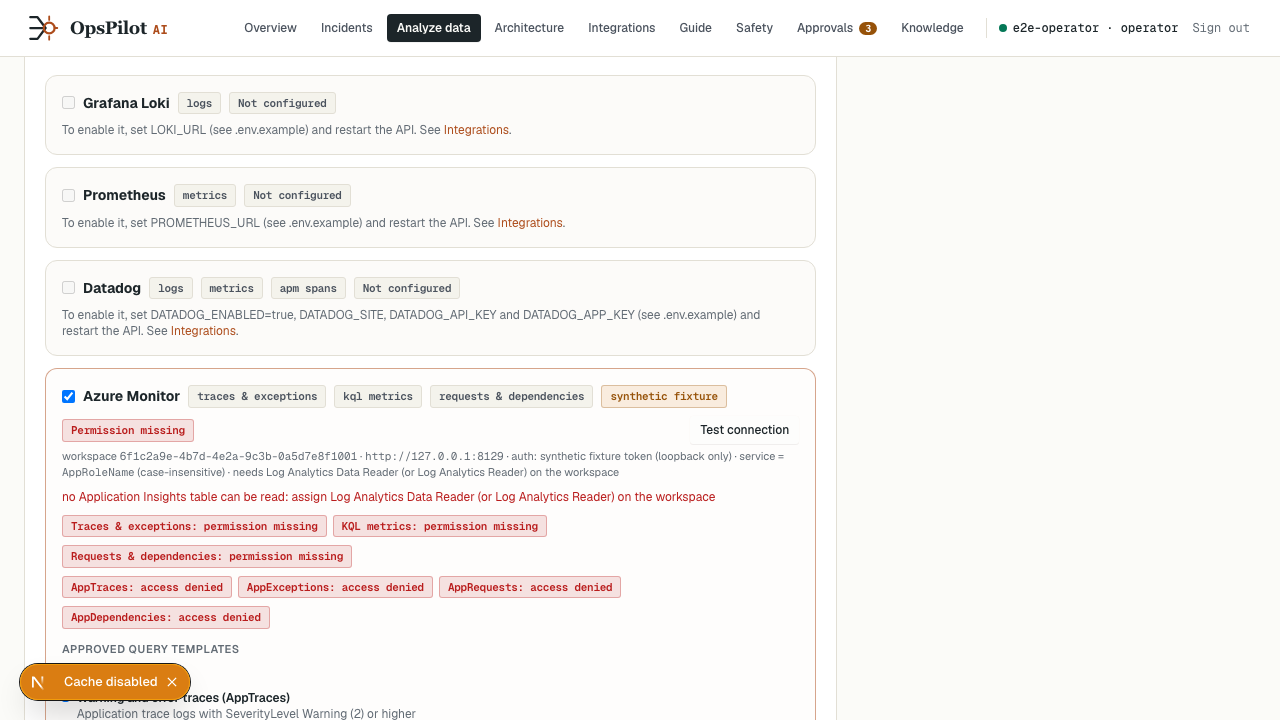 OpsPilot AI
Overview Incidents Analyze data Architecture Integrations Guide Safety Approvals 3 Knowledge e2e-operator · operator Sign out
Grafana Loki logs Not configured
To enable it, set LOKI_URL (see .env.example) and restart the API. See Integrations.
Prometheus metrics Not configured
To enable it, set PROMETHEUS_URL (see .env.example) and restart the API. See Integrations.
Datadog logs metrics apm spans Not configured
To enable it, set DATADOG_ENABLED=true, DATADOG_SITE, DATADOG_API_KEY and DATADOG_APP_KEY (see .env.example) and
restart the API. See Integrations.
Azure Monitor traces & exceptions kql metrics requests & dependencies synthetic fixture
Permission missing Test connection
workspace 6f1c2a9e-4b7d-4e2a-9c3b-0a5d7e8f1001 · http://127.0.0.1:8129 · auth: synthetic fixture token (loopback only) · service =
AppRoleName (case-insensitive) · needs Log Analytics Data Reader (or Log Analytics Reader) on the workspace
no Application Insights table can be read: assign Log Analytics Data Reader (or Log Analytics Reader) on the workspace
Traces & exceptions: permission missing KQL metrics: permission missing
Requests & dependencies: permission missing
AppTraces: access denied AppExceptions: access denied AppRequests: access denied
AppDependencies: access denied
APPROVED QUERY TEMPLATES
Cache disabled
traces (AppTraces)
Application trace logs with SeverityLevel Warning (2) or higher